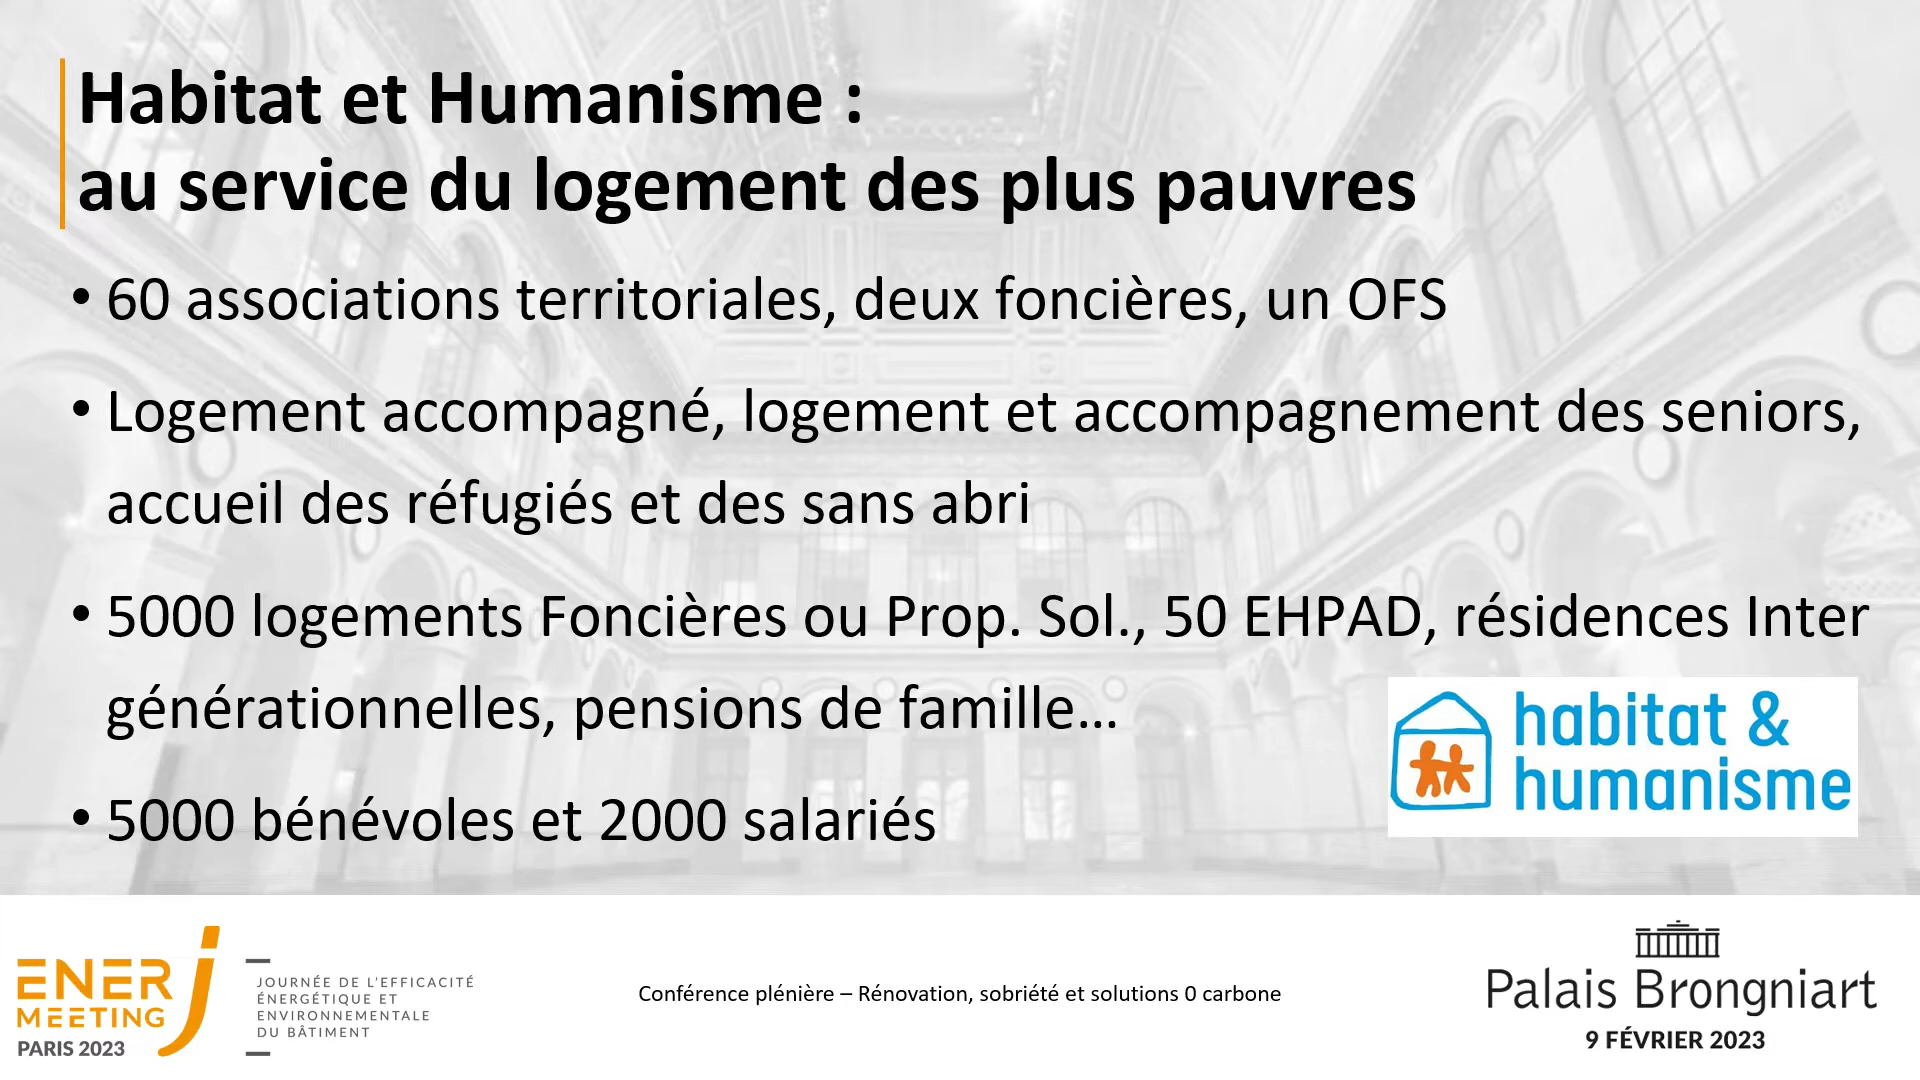 Habitat et Humanisme :
au service du logement des plus pauvres
• 60 associations territoriales, deux foncières, un OFS
• Logement accompagné, logement et accompagnement des seniors,
accueil des réfugiés et des sans abri
• 5000 logements Foncières ou Prop. Sol., 50 EHPAD, résidences Inter
générationnelles, pensions de famille…
• 5000 bénévoles et 2000 salariés
habitat &
humanisme
ENERJ
MEETING
PARIS 2023
JOURNÉE DE L'EFFICACITÉ
ÉNERGÉTIQUE ET
ENVIRONNEMENTALE
DU BÂTIMENT
Conférence plénière – Rénovation, sobriété et solutions 0 carbone
Palais Brongniart
9 FÉVRIER 2023